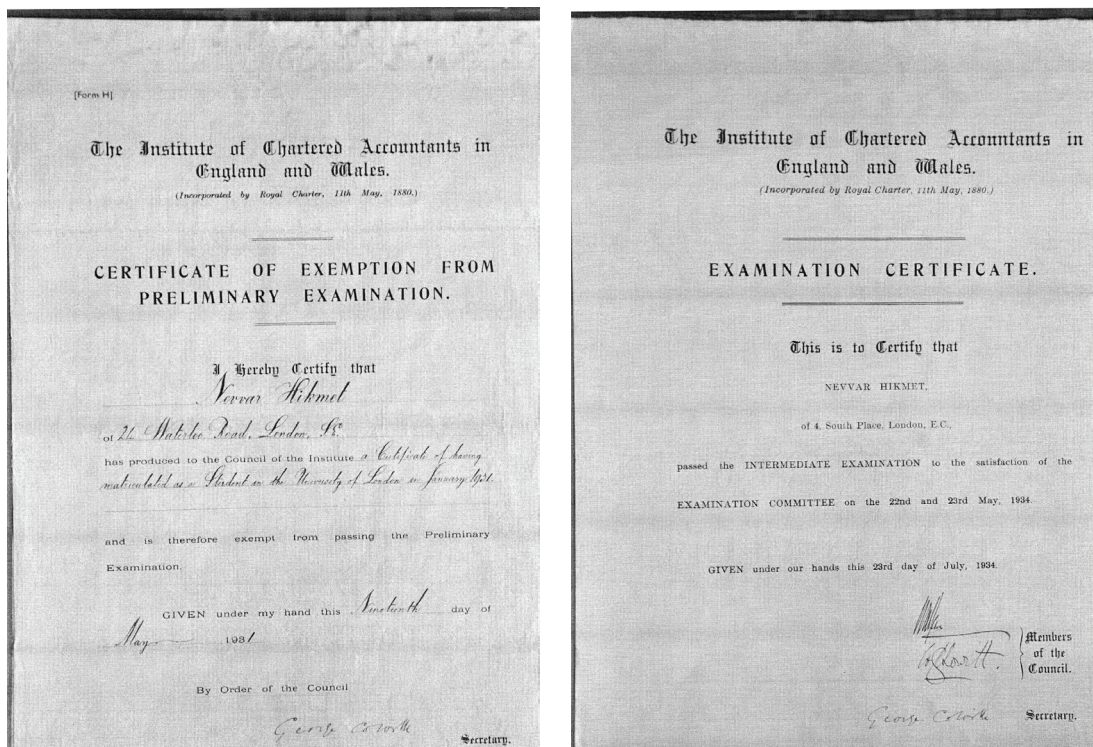 [Form H]
The Institute of Chartered Accountants in
England and Wales.
(Incorporated by Royal Charter, 11th May, 1880.)
CERTIFICATE OF EXEMPTION FROM
PRELIMINARY EXAMINATION.
I Hereby Certify that
Nevvar Hikmet
of 24 Waterloo Road, London,
has produced to the Council of the Institute a Certificate of having
matriculated as a Student in the University of London in January 1931.
and is therefore exempt from passing the Preliminary
Examination.
GIVEN under my hand this Nineteenth day of
May 1931
By Order of the Council
George Colville
Secretary.
The Institute of Chartered Accountants in
England and Wales.
(Incorporated by Royal Charter, 11th May, 1880.)
EXAMINATION CERTIFICATE.
This is to Certify that
NEVVAR HIKMET,
of 4, South Place, London, E.C.,
passed the INTERMEDIATE EXAMINATION to the satisfaction of the
EXAMINATION COMMITTEE on the 22nd and 23rd May, 1934.
GIVEN under our hands this 23rd day of July, 1934.
Members
of the
Council.
George Colville Secretary.